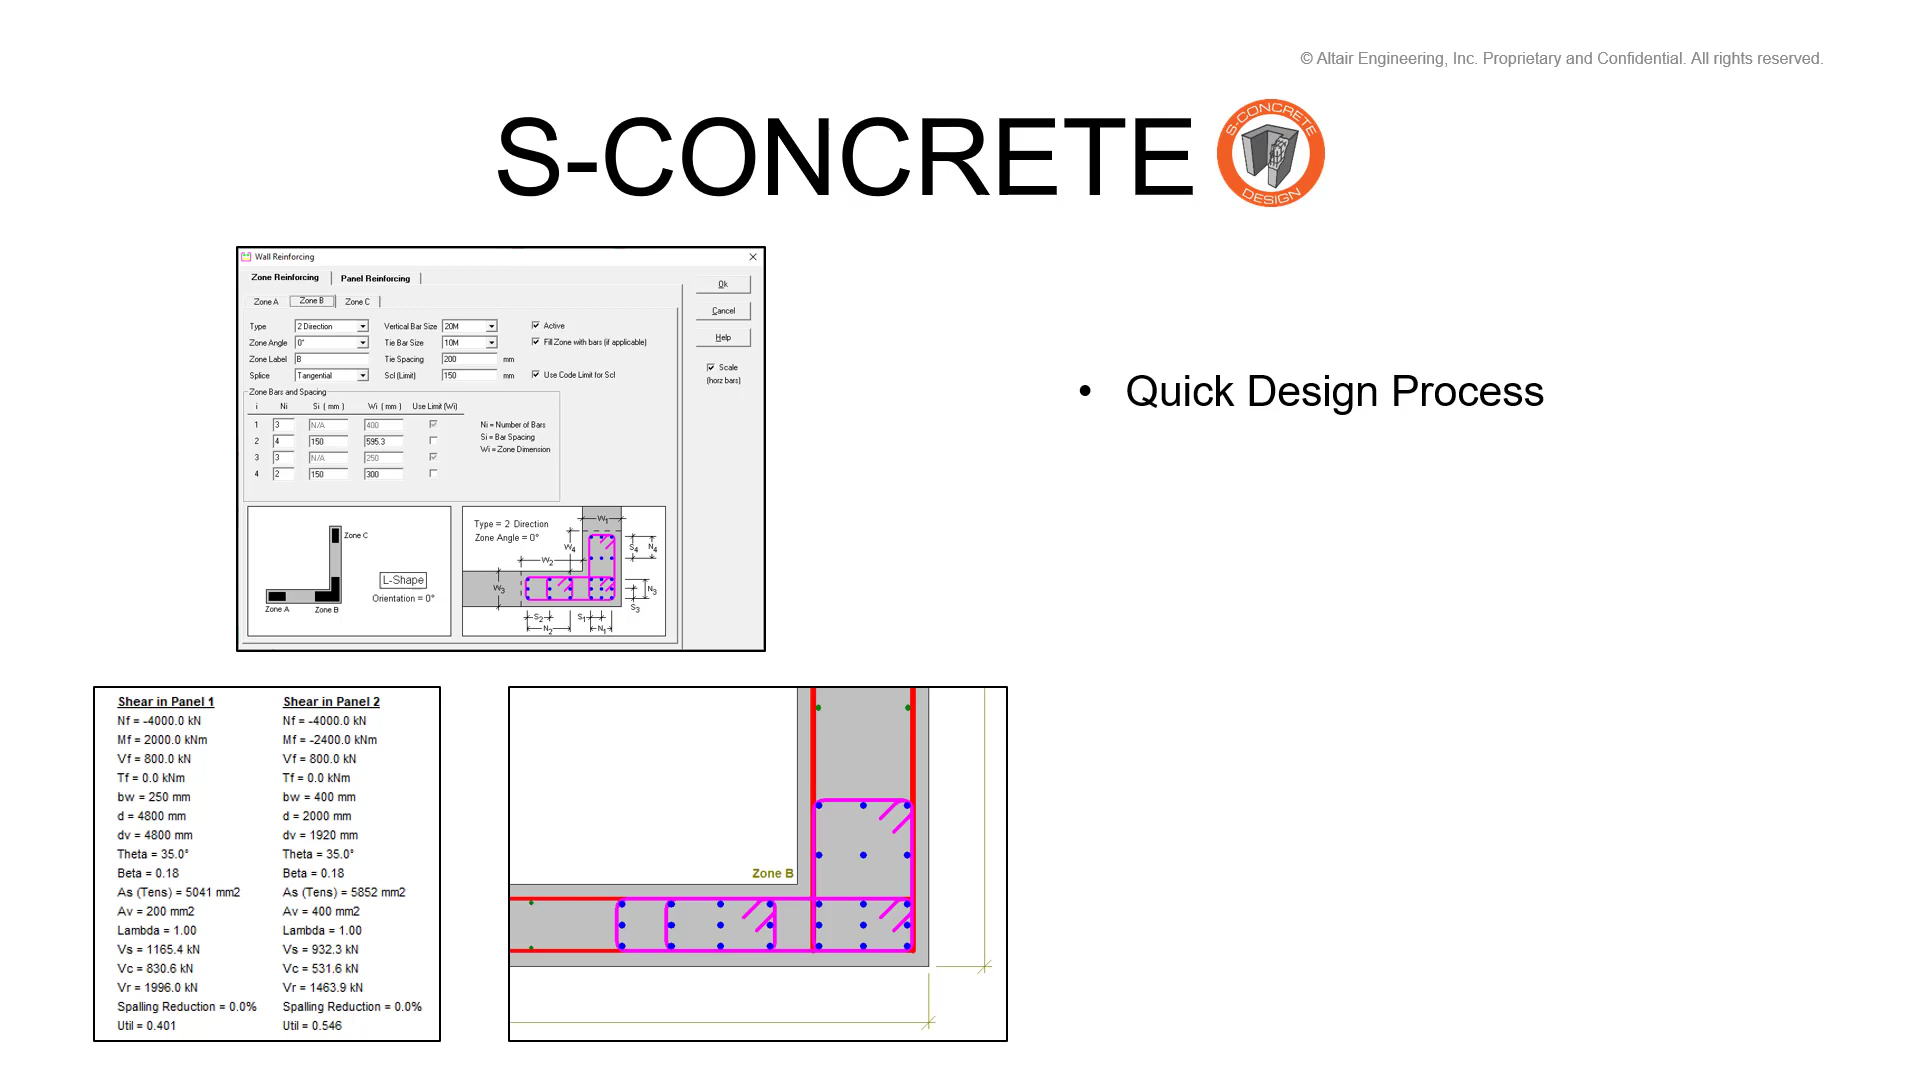 © Altair Engineering, Inc. Proprietary and Confidential. All rights reserved.
S-CONCRETE
S-CONCRETE
DESIGN
Wall Reinforcing
Zone Reinforcing Panel Reinforcing
Zone A Zone B Zone C
Type 2 Direction Vertical Bar Size 20M Active
Zone Angle 0° Tie Bar Size 10M Fill Zone with bars (if applicable)
Zone Label B Tie Spacing 200 mm
Splice Tangential Scl (Limit) 150 mm Use Code Limit for Scl
Ok
Cancel
Help
Scale
(horz bars)
Zone Bars and Spacing
i Ni Si ( mm ) Wi ( mm ) Use Limit (Wi)
1 3 N/A 400
2 4 150 595.3
3 3 N/A 250
4 2 150 300
Ni = Number of Bars
Si = Bar Spacing
Wi = Zone Dimension
Zone C
L-Shape
Orientation = 0°
Zone A Zone B
Type = 2 Direction
Zone Angle = 0°
W1
W4 S4 N4
W2
W3 N3
S3
S2 S1
N2 N1
• Quick Design Process
Shear in Panel 1
Nf = -4000.0 kN
Mf = 2000.0 kNm
Vf = 800.0 kN
Tf = 0.0 kNm
bw = 250 mm
d = 4800 mm
dv = 4800 mm
Theta = 35.0°
Beta = 0.18
As (Tens) = 5041 mm2
Av = 200 mm2
Lambda = 1.00
Vs = 1165.4 kN
Vc = 830.6 kN
Vr = 1996.0 kN
Spalling Reduction = 0.0%
Util = 0.401
Shear in Panel 2
Nf = -4000.0 kN
Mf = -2400.0 kNm
Vf = 800.0 kN
Tf = 0.0 kNm
bw = 400 mm
d = 2000 mm
dv = 1920 mm
Theta = 35.0°
Beta = 0.18
As (Tens) = 5852 mm2
Av = 400 mm2
Lambda = 1.00
Vs = 932.3 kN
Vc = 531.6 kN
Vr = 1463.9 kN
Spalling Reduction = 0.0%
Util = 0.546
Zone B